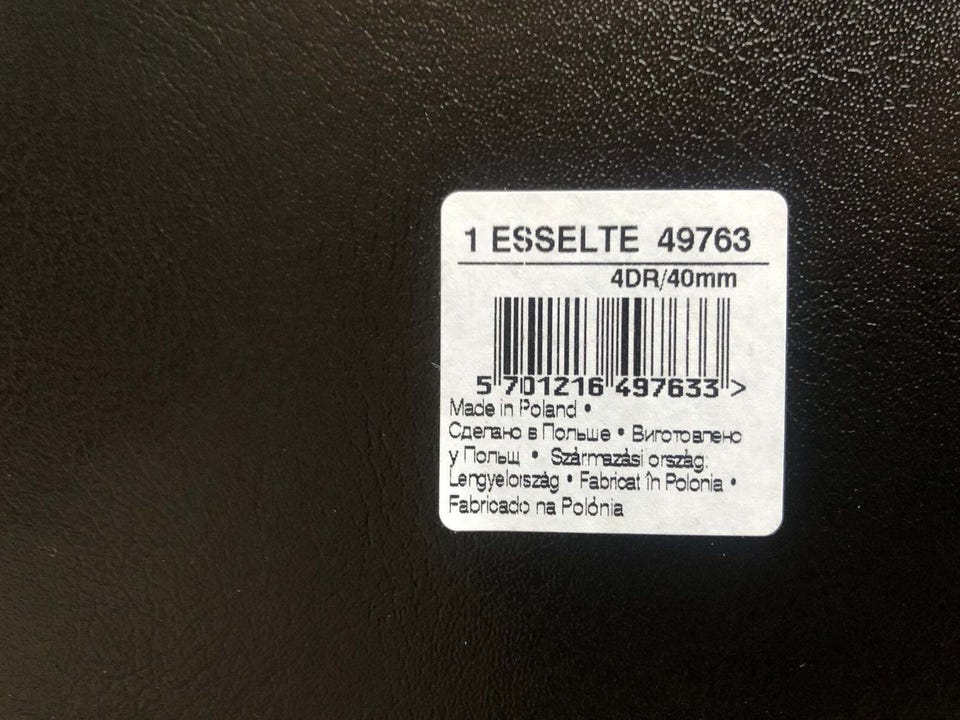 1 ESSELTE 49763
4DR/40mm
5 701216 497633 >
Made in Poland •
Сделано в Польше • Виготовлено
у Польщ • Származási ország:
Lengyelország • Fabricat în Polonia •
Fabricado na Polónia